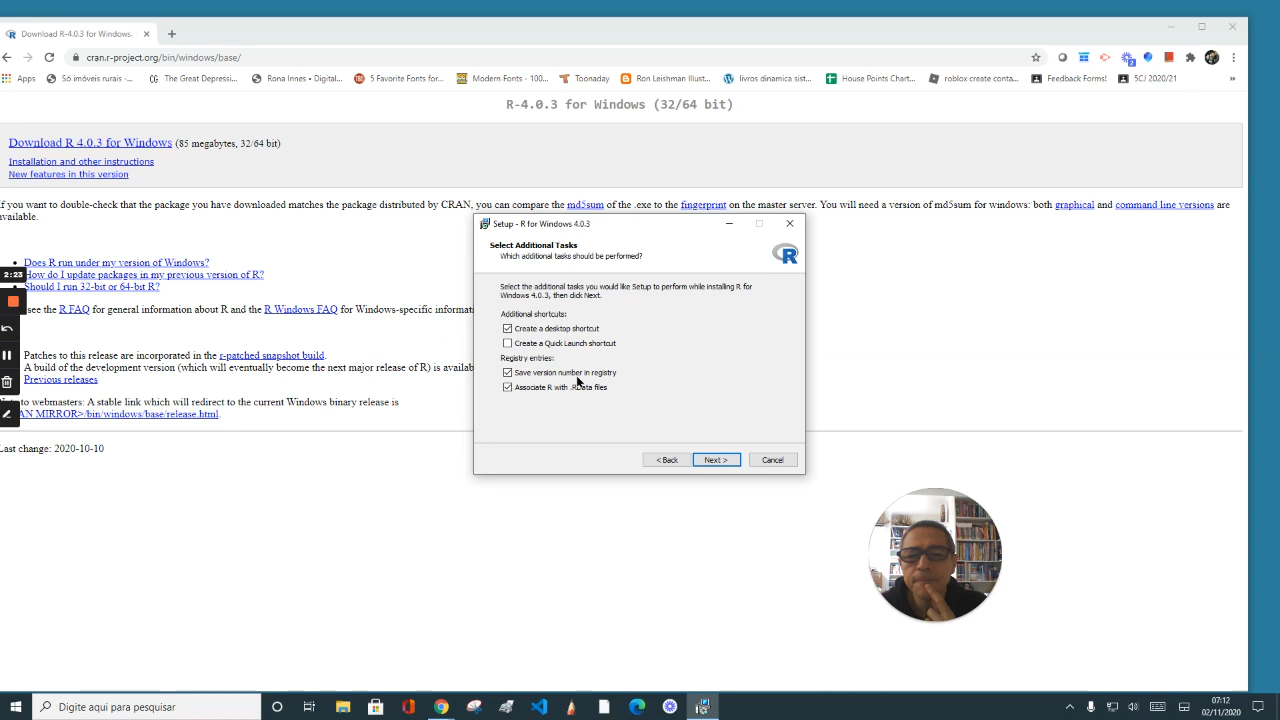 Download R-4.0.3 for Windows.
cran.r-project.org/bin/windows/base/
Apps
Só imóveis rurais -...
The Great Depressi...
Rona Innes • Digital...
5 Favorite Fonts for...
Modern Fonts - 100...
Toonaday
Ron Leishman Illust...
livros dinamica sist...
House Points Chart...
roblox create conta...
Feedback Forms!
5CJ 2020/21
»
R-4.0.3 for Windows (32/64 bit)
Download R 4.0.3 for Windows (85 megabytes, 32/64 bit)
Installation and other instructions
New features in this version
If you want to double-check that the package you have downloaded matches the package distributed by CRAN, you can compare the md5sum of the .exe to the fingerprint on the master server. You will need a version of md5sum for windows: both graphical and command line versions are
available.
Setup - R for Windows 4.0.3
Select Additional Tasks
Which additional tasks should be performed?
R
Select the additional tasks you would like Setup to perform while installing R for
Windows 4.0.3, then click Next.
Additional shortcuts:
Create a desktop shortcut
Create a Quick Launch shortcut
Registry entries:
Save version number in registry
Associate R with .RData files
< Back
Next >
Cancel
Does R run under my version of Windows?
2:23
How do I update packages in my previous version of R?
Should I run 32-bit or 64-bit R?
see the R FAQ for general information about R and the R Windows FAQ for Windows-specific informat
Patches to this release are incorporated in the r-patched snapshot build.
A build of the development version (which will eventually become the next major release of R) is availa
Previous releases
to webmasters: A stable link which will redirect to the current Windows binary release is
AN MIRROR>/bin/windows/base/release.html.
Last change: 2020-10-10
Digite aqui para pesquisar
07:12
02/11/2020